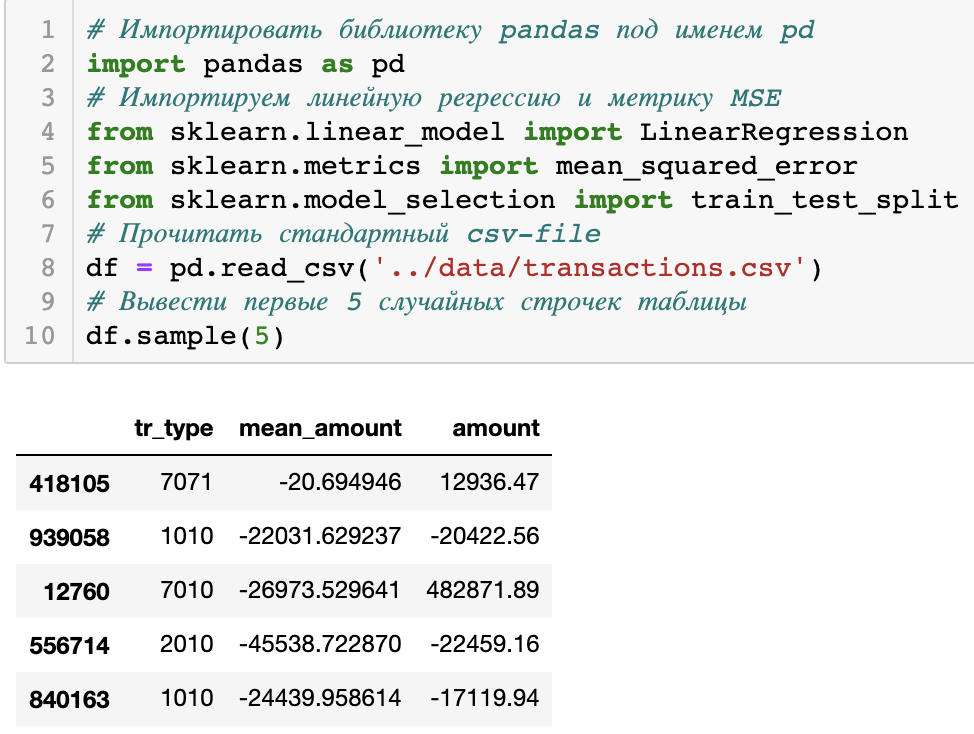 1 # Импортировать библиотеку pandas под именем pd
2 import pandas as pd
3 # Импортируем линейную регрессию и метрику MSE
4 from sklearn.linear_model import LinearRegression
5 from sklearn.metrics import mean_squared_error
6 from sklearn.model_selection import train_test_split
7 # Прочитать стандартный csv-file
8 df = pd.read_csv('../data/transactions.csv')
9 # Вывести первые 5 случайных строчек таблицы
10 df.sample(5)
tr_type mean_amount amount
418105 7071 -20.694946 12936.47
939058 1010 -22031.629237 -20422.56
12760 7010 -26973.529641 482871.89
556714 2010 -45538.722870 -22459.16
840163 1010 -24439.958614 -17119.94